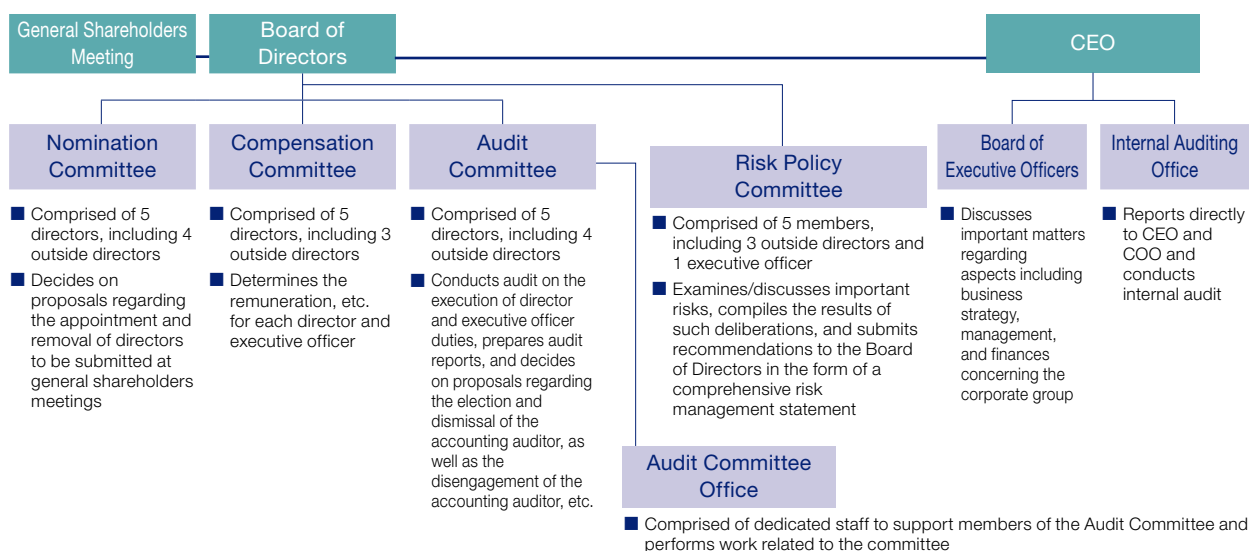 General Shareholders
Meeting
Board of
Directors
CEO
Nomination
Committee
■ Comprised of 5
directors, including 4
outside directors
■ Decides on
proposals regarding
the appointment and
removal of directors
to be submitted at
general shareholders
meetings
Compensation
Committee
■ Comprised of 5
directors, including 3
outside directors
■ Determines the
remuneration, etc.
for each director and
executive officer
Audit
Committee
■ Comprised of 5
directors, including 4
outside directors
■ Conducts audit on the
execution of director
and executive officer
duties, prepares audit
reports, and decides
on proposals regarding
the election and
dismissal of the
accounting auditor, as
well as the
disengagement of the
accounting auditor, etc.
Risk Policy
Committee
■ Comprised of 5 members,
including 3 outside directors and
1 executive officer
■ Examines/discusses important
risks, compiles the results of
such deliberations, and submits
recommendations to the Board
of Directors in the form of a
comprehensive risk
management statement
Board of
Executive Officers
■ Discusses
important matters
regarding
aspects including
business
strategy,
management,
and finances
concerning the
corporate group
Internal Auditing
Office
■ Reports directly
to CEO and
COO and
conducts
internal audit
Audit Committee
Office
■ Comprised of dedicated staff to support members of the Audit Committee and
performs work related to the committee